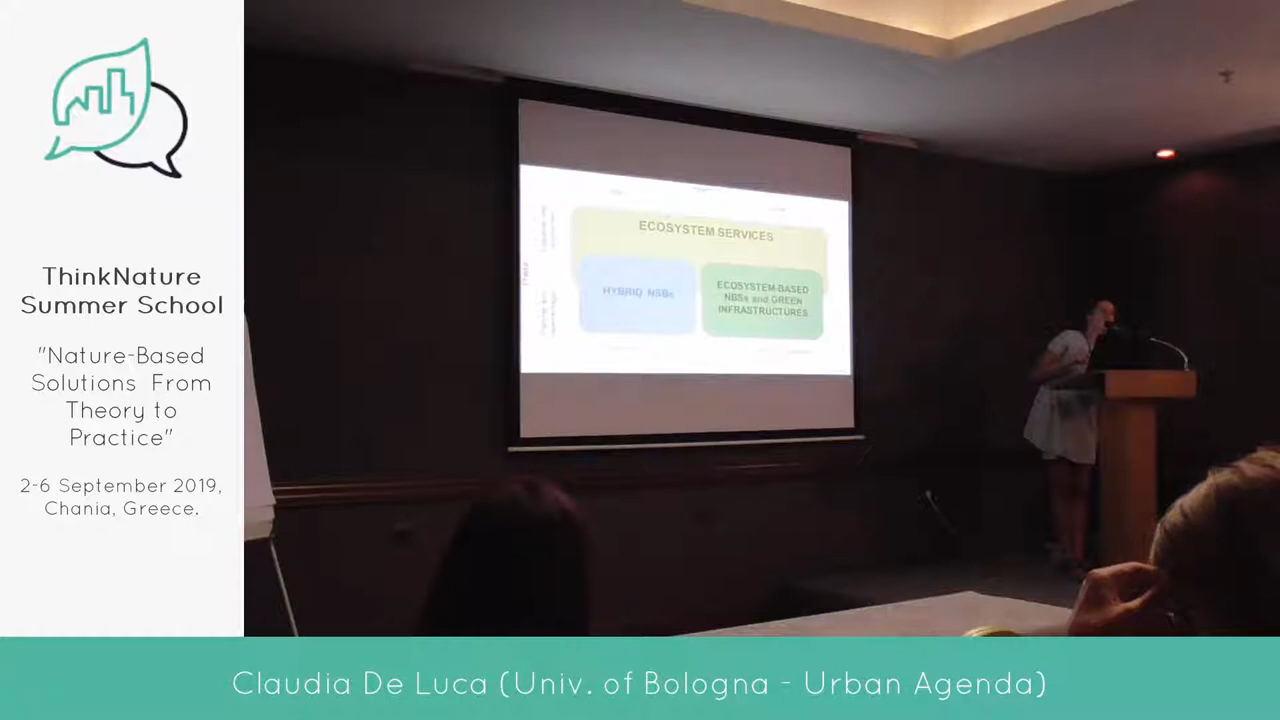 ThinkNature
Summer School
"Nature-Based
Solutions From
Theory to
Practice"
2-6 September 2019,
Chania, Greece.
ECOSYSTEM SERVICES
HYBRID NSBs
ECOSYSTEM-BASED
NBSs and GREEN
INFRASTRUCTURES
Claudia De Luca (Univ. of Bologna - Urban Agenda)